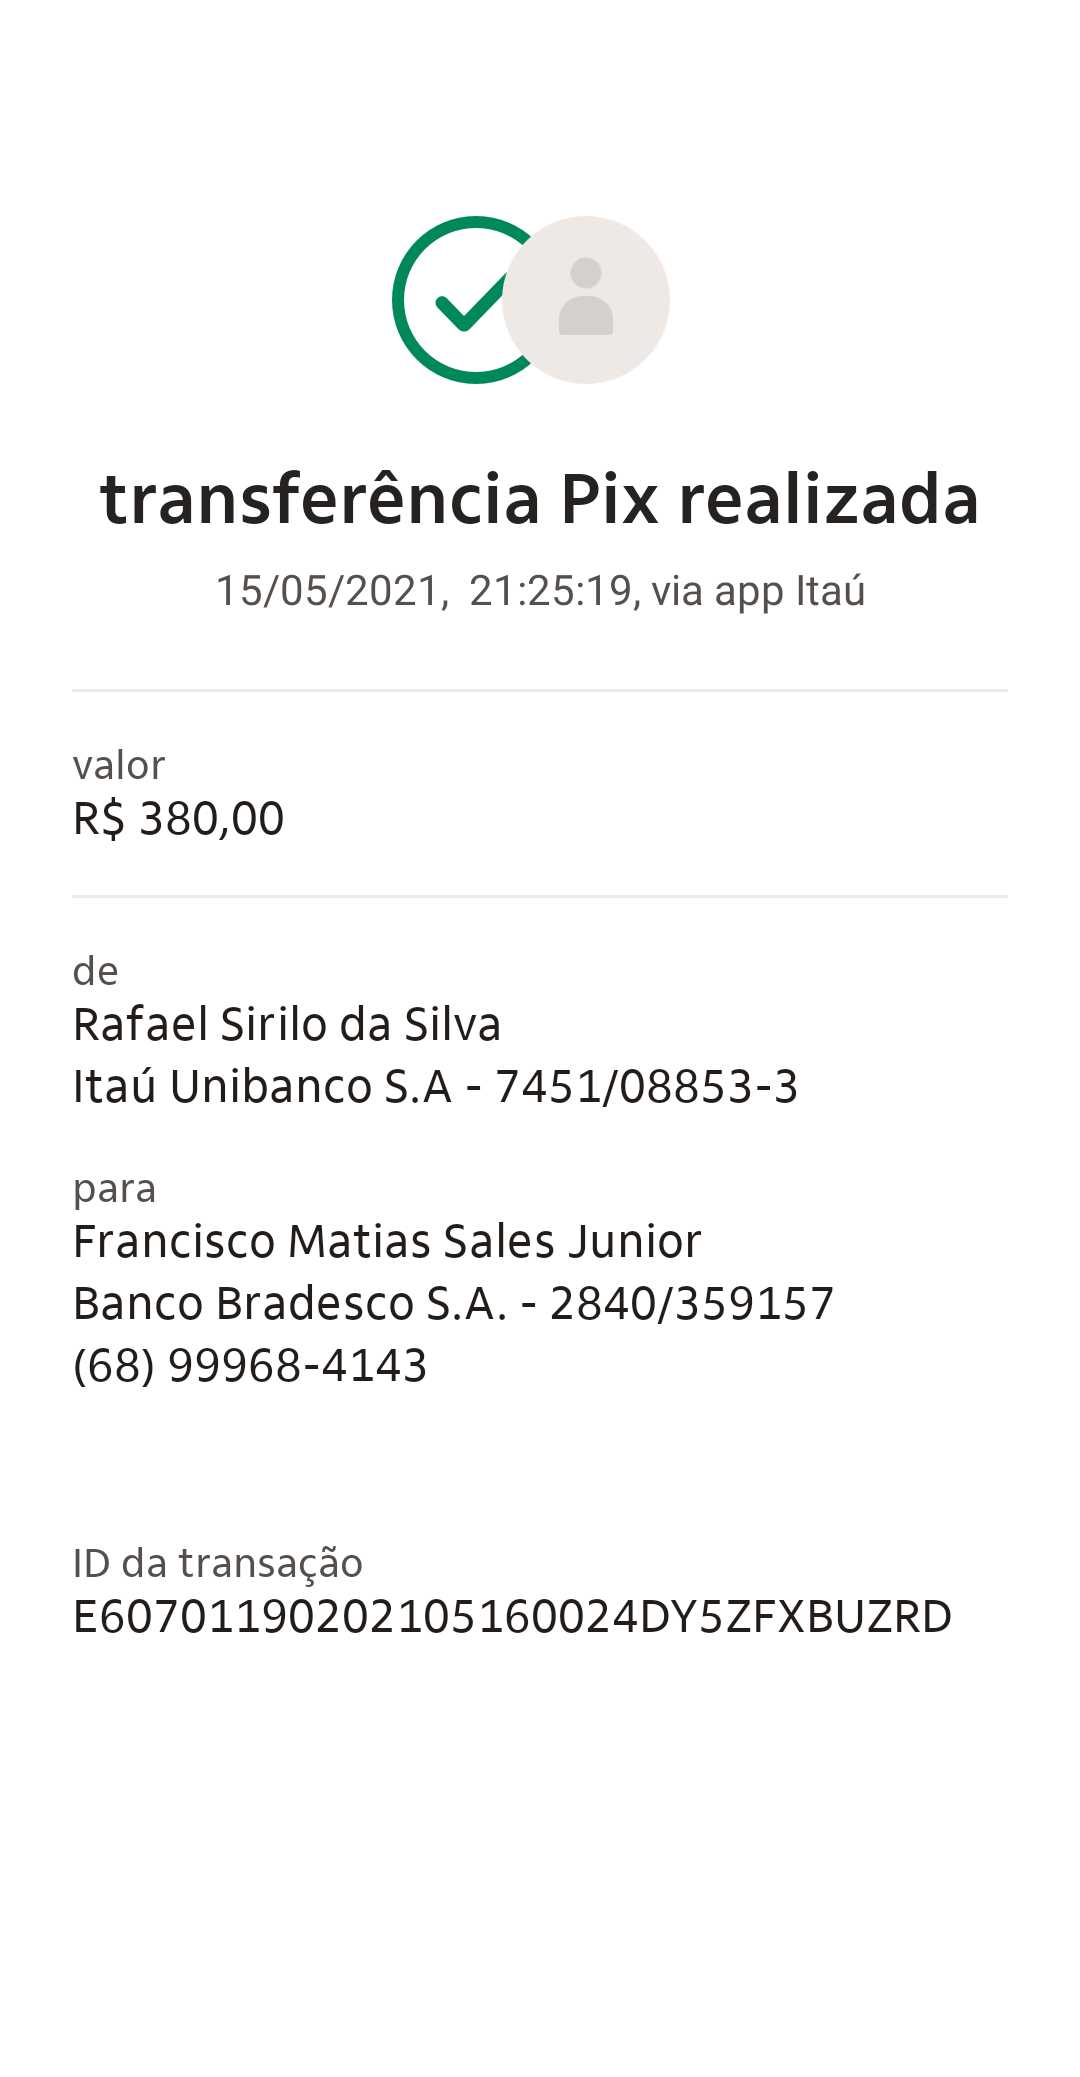 transferência Pix realizada
15/05/2021, 21:25:19, via app Itaú
valor
R$ 380,00
de
Rafael Sirilo da Silva
Itaú Unibanco S.A - 7451/08853-3
para
Francisco Matias Sales Junior
Banco Bradesco S.A. - 2840/359157
(68) 99968-4143
ID da transação
E60701190202105160024DY5ZFXBUZRD